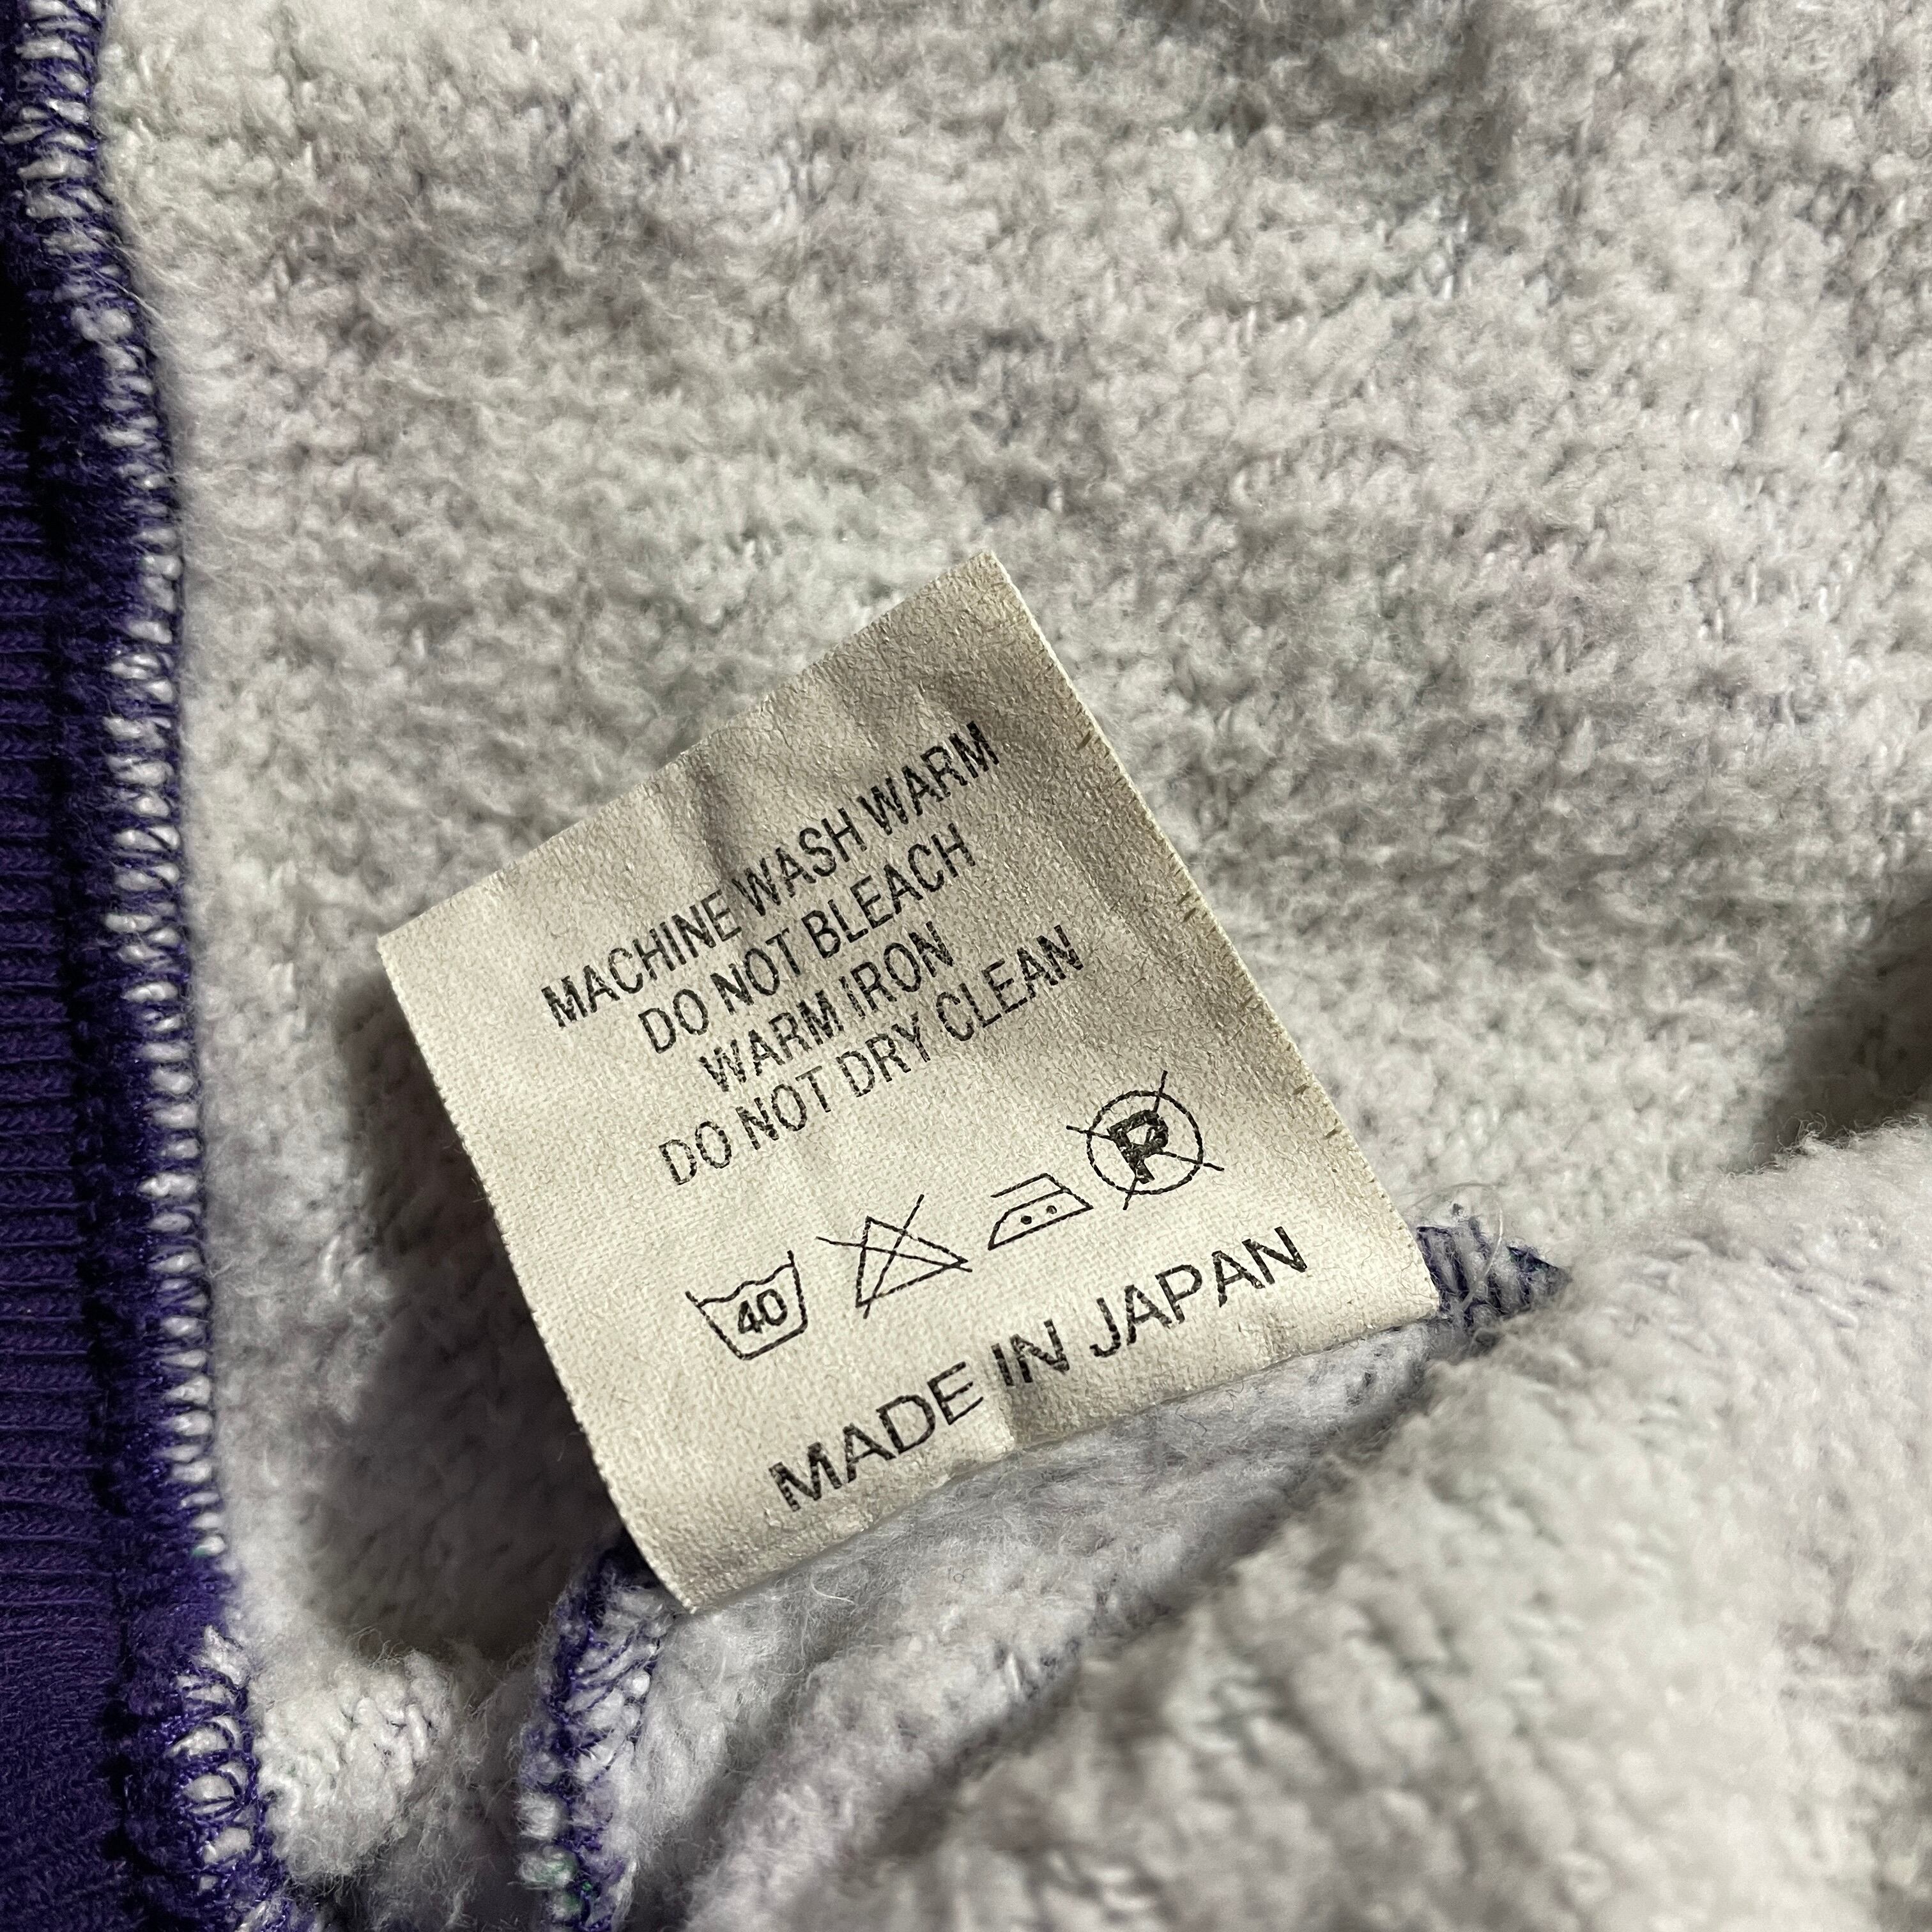 MACHINE WASH WARM
DO NOT BLEACH
WARM IRON
DO NOT DRY CLEAN
40 P
MADE IN JAPAN